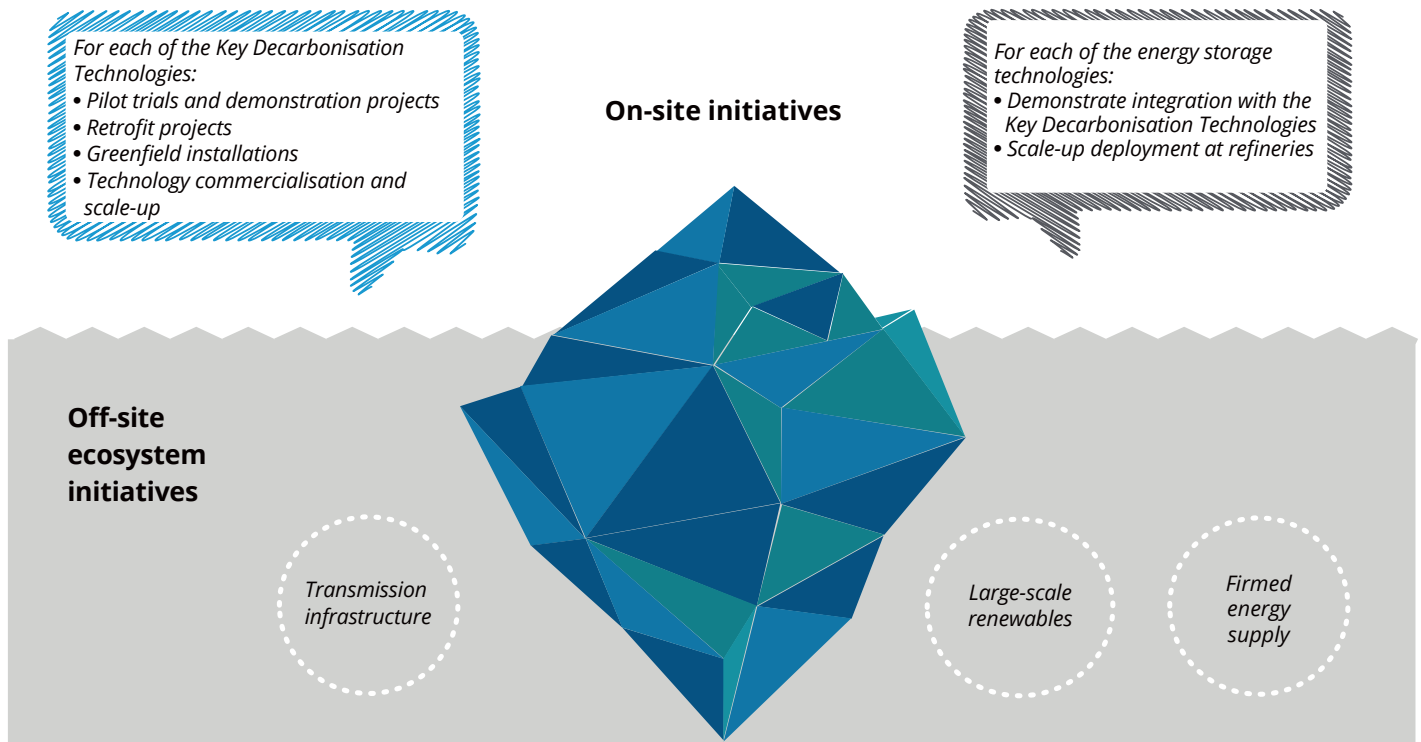 For each of the Key Decarbonisation
Technologies:
• Pilot trials and demonstration projects
• Retrofit projects
• Greenfield installations
• Technology commercialisation and
scale-up
On-site initiatives
For each of the energy storage
technologies:
• Demonstrate integration with the
Key Decarbonisation Technologies
• Scale-up deployment at refineries
Off-site
ecosystem
initiatives
Transmission
infrastructure
Large-scale
renewables
Firmed
energy
supply